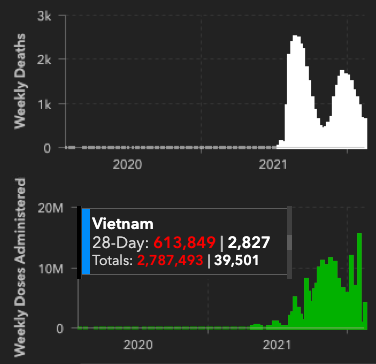 Weekly Deaths
3k
2k
1k
0
2020
2021
Weekly Doses Administered
20M
10M
0
Vietnam
28-Day: 613,849 | 2,827
Totals: 2,787,493 | 39,501
2020
2021